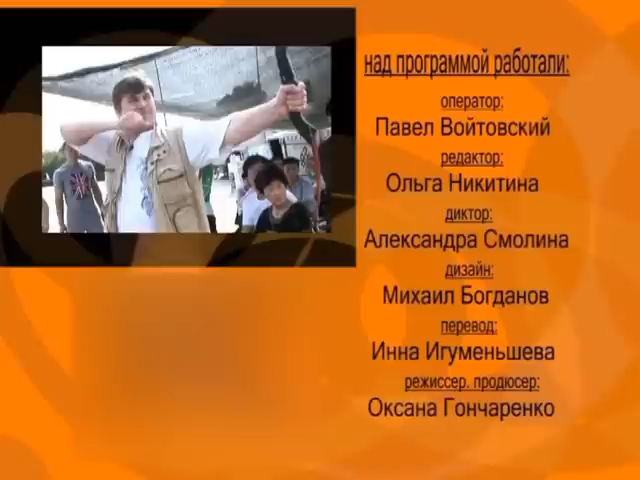 над программой работали:
оператор:
Павел Войтовский
редактор:
Ольга Никитина
диктор:
Александра Смолина
дизайн:
Михаил Богданов
перевод:
Инна Игуменьшева
режиссер. продюсер:
Оксана Гончаренко